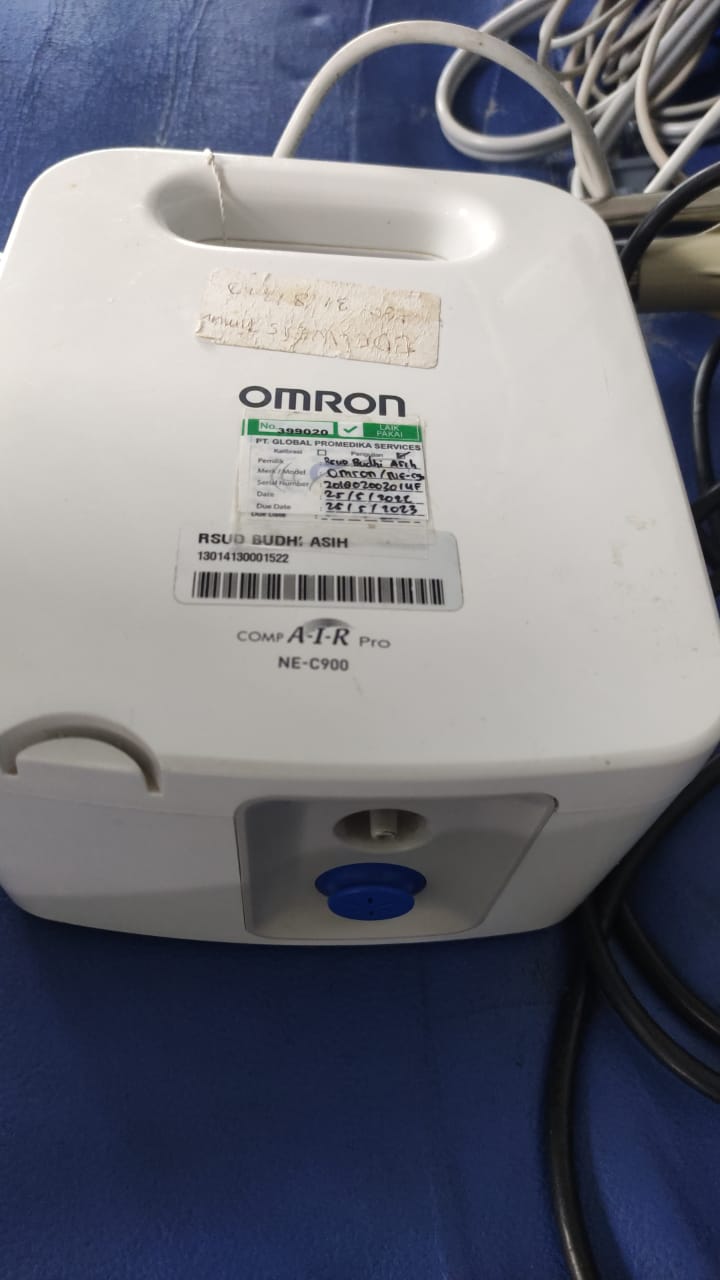 OMRON
No. 399020 LAIK PAKAI
PT. GLOBAL PROMEDIKA SERVICES
Kalibrasi Pengujian
Pemilik RSUD Budhi Asih
Merk / Model Omron / NE-C9
Serial Number
Date 25/5/2022
Due Date 25/5/2023
RSUD BUDHI ASIH
13014130001522
COMP A-I-R Pro
NE-C900